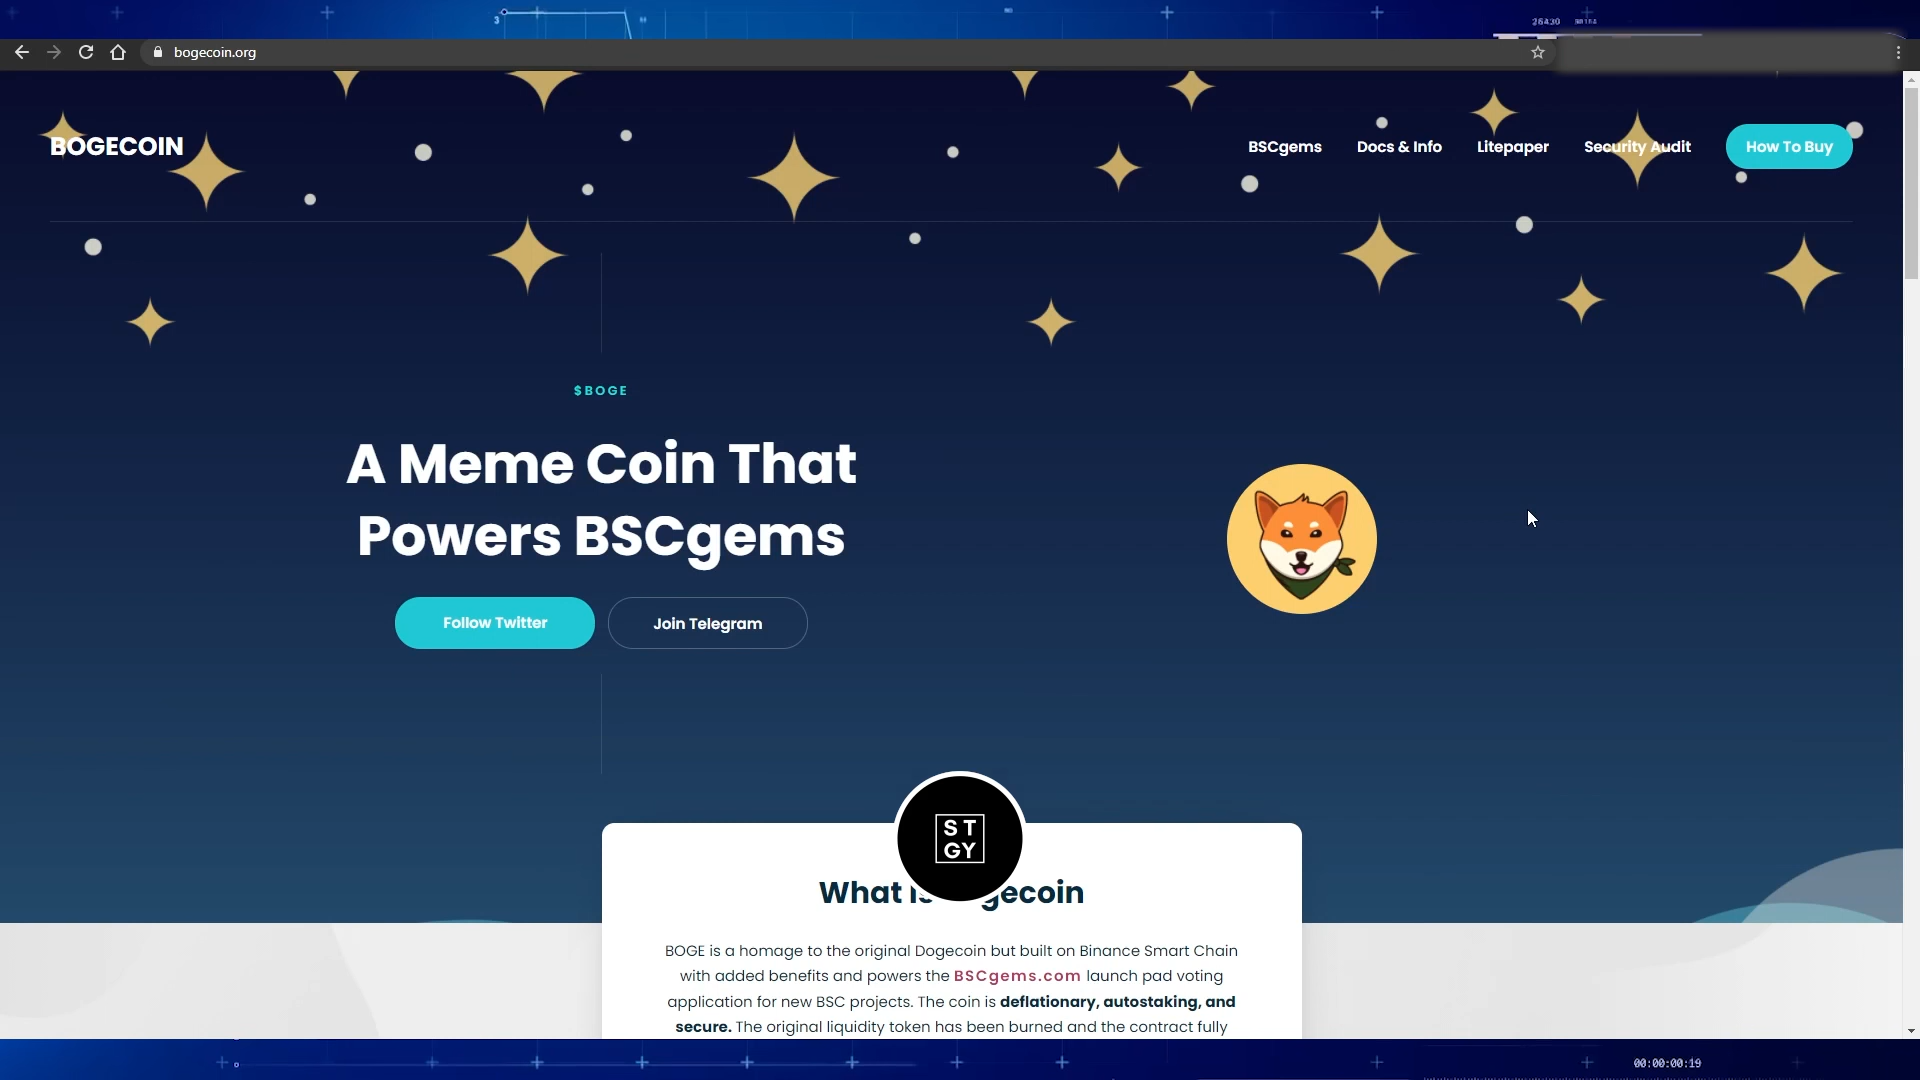 3
26430
bogecoin.org
BOGECOIN
BSCgems
Docs & Info
Litepaper
Security Audit
How To Buy
$BOGE
A Meme Coin That
Powers BSCgems
Follow Twitter
Join Telegram
ST
GY
What is gecoin
BOGE is a homage to the original Dogecoin but built on Binance Smart Chain
with added benefits and powers the BSCgems.com launch pad voting
application for new BSC projects. The coin is deflationary, autostaking, and
secure. The original liquidity token has been burned and the contract fully
00:00:00:19